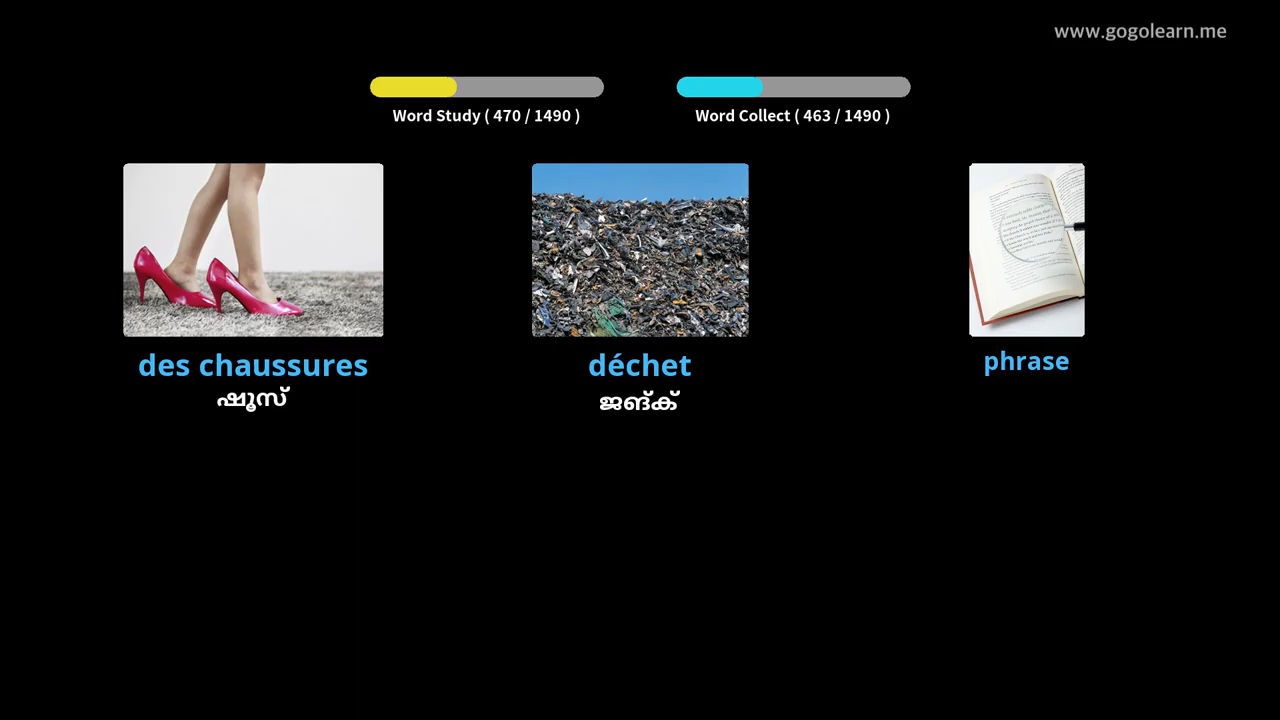 www.gogolearn.me
Word Study ( 470 / 1490 )
Word Collect ( 463 / 1490 )
des chaussures
ഷൂസ്
déchet
ജങ്ക്
phrase